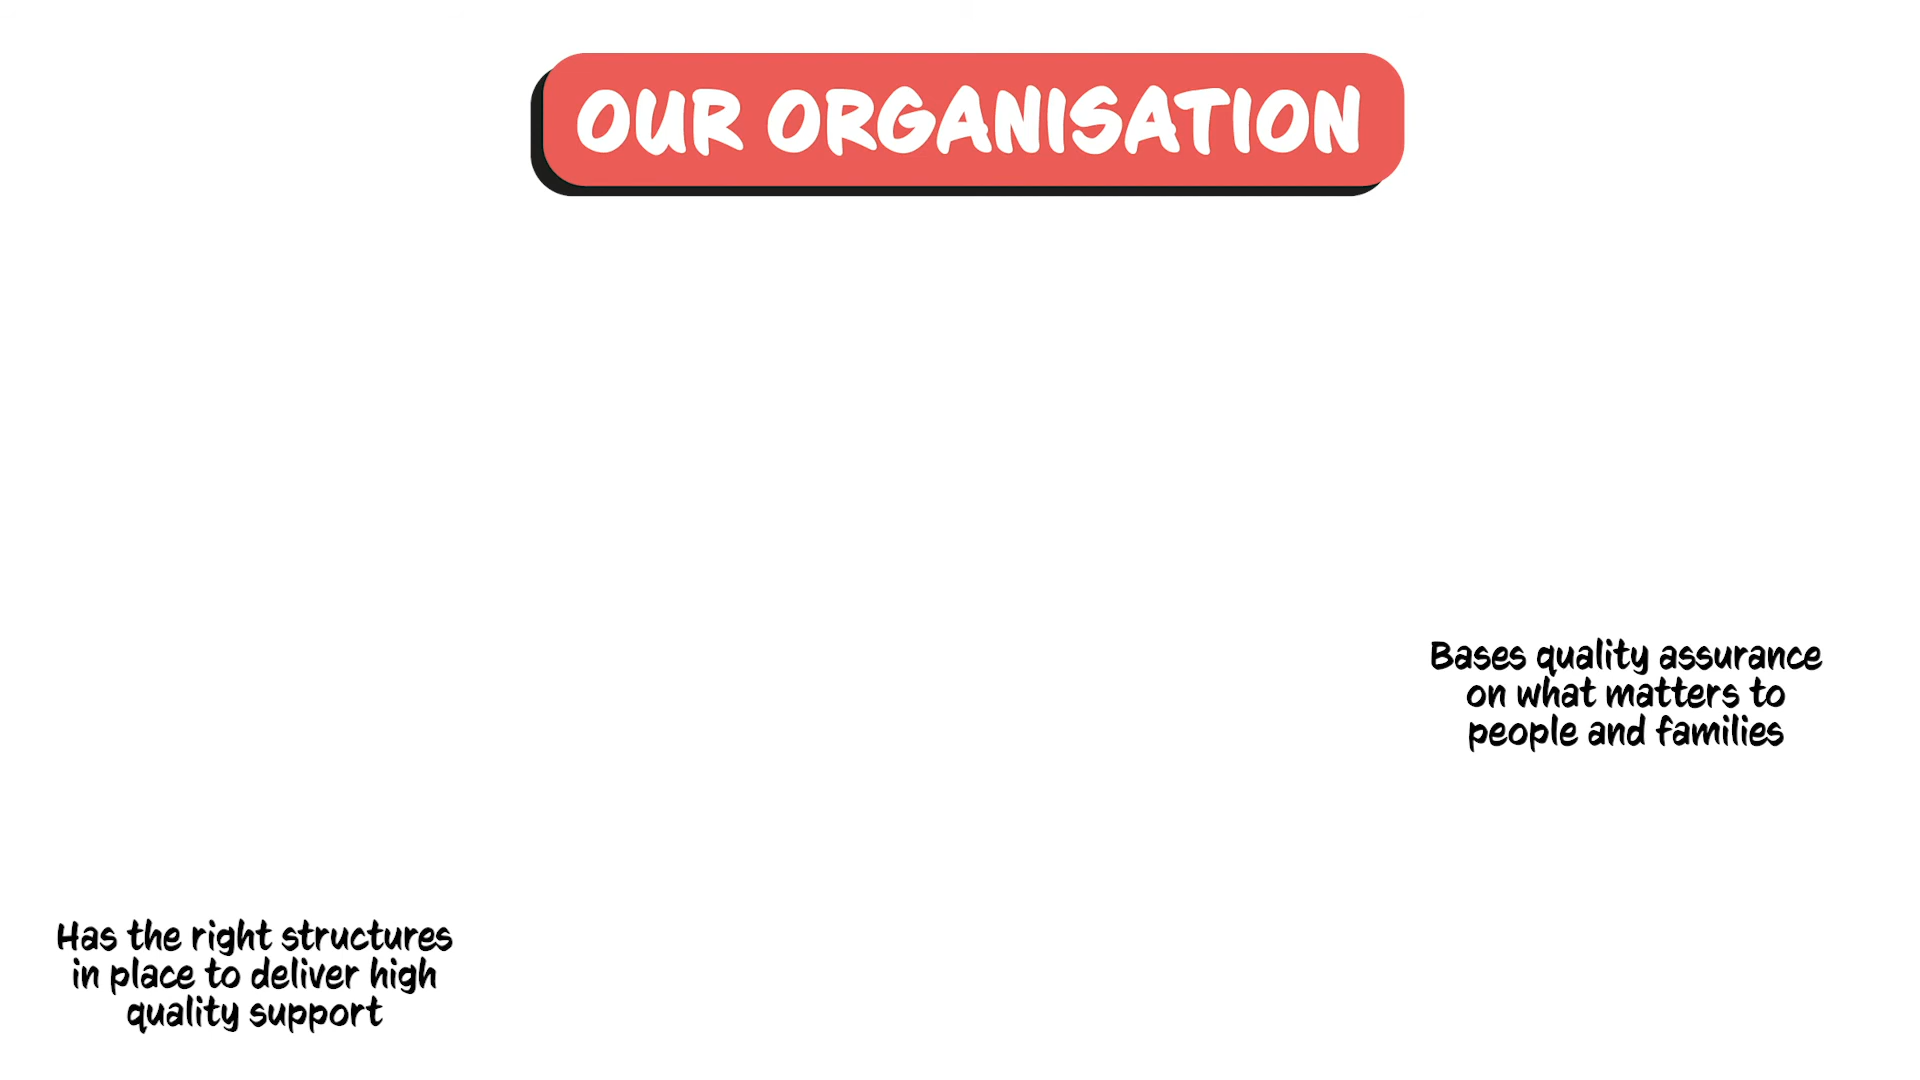 OUR ORGANISATION
Bases quality assurance
on what matters to
people and families
Has the right structures
in place to deliver high
quality support